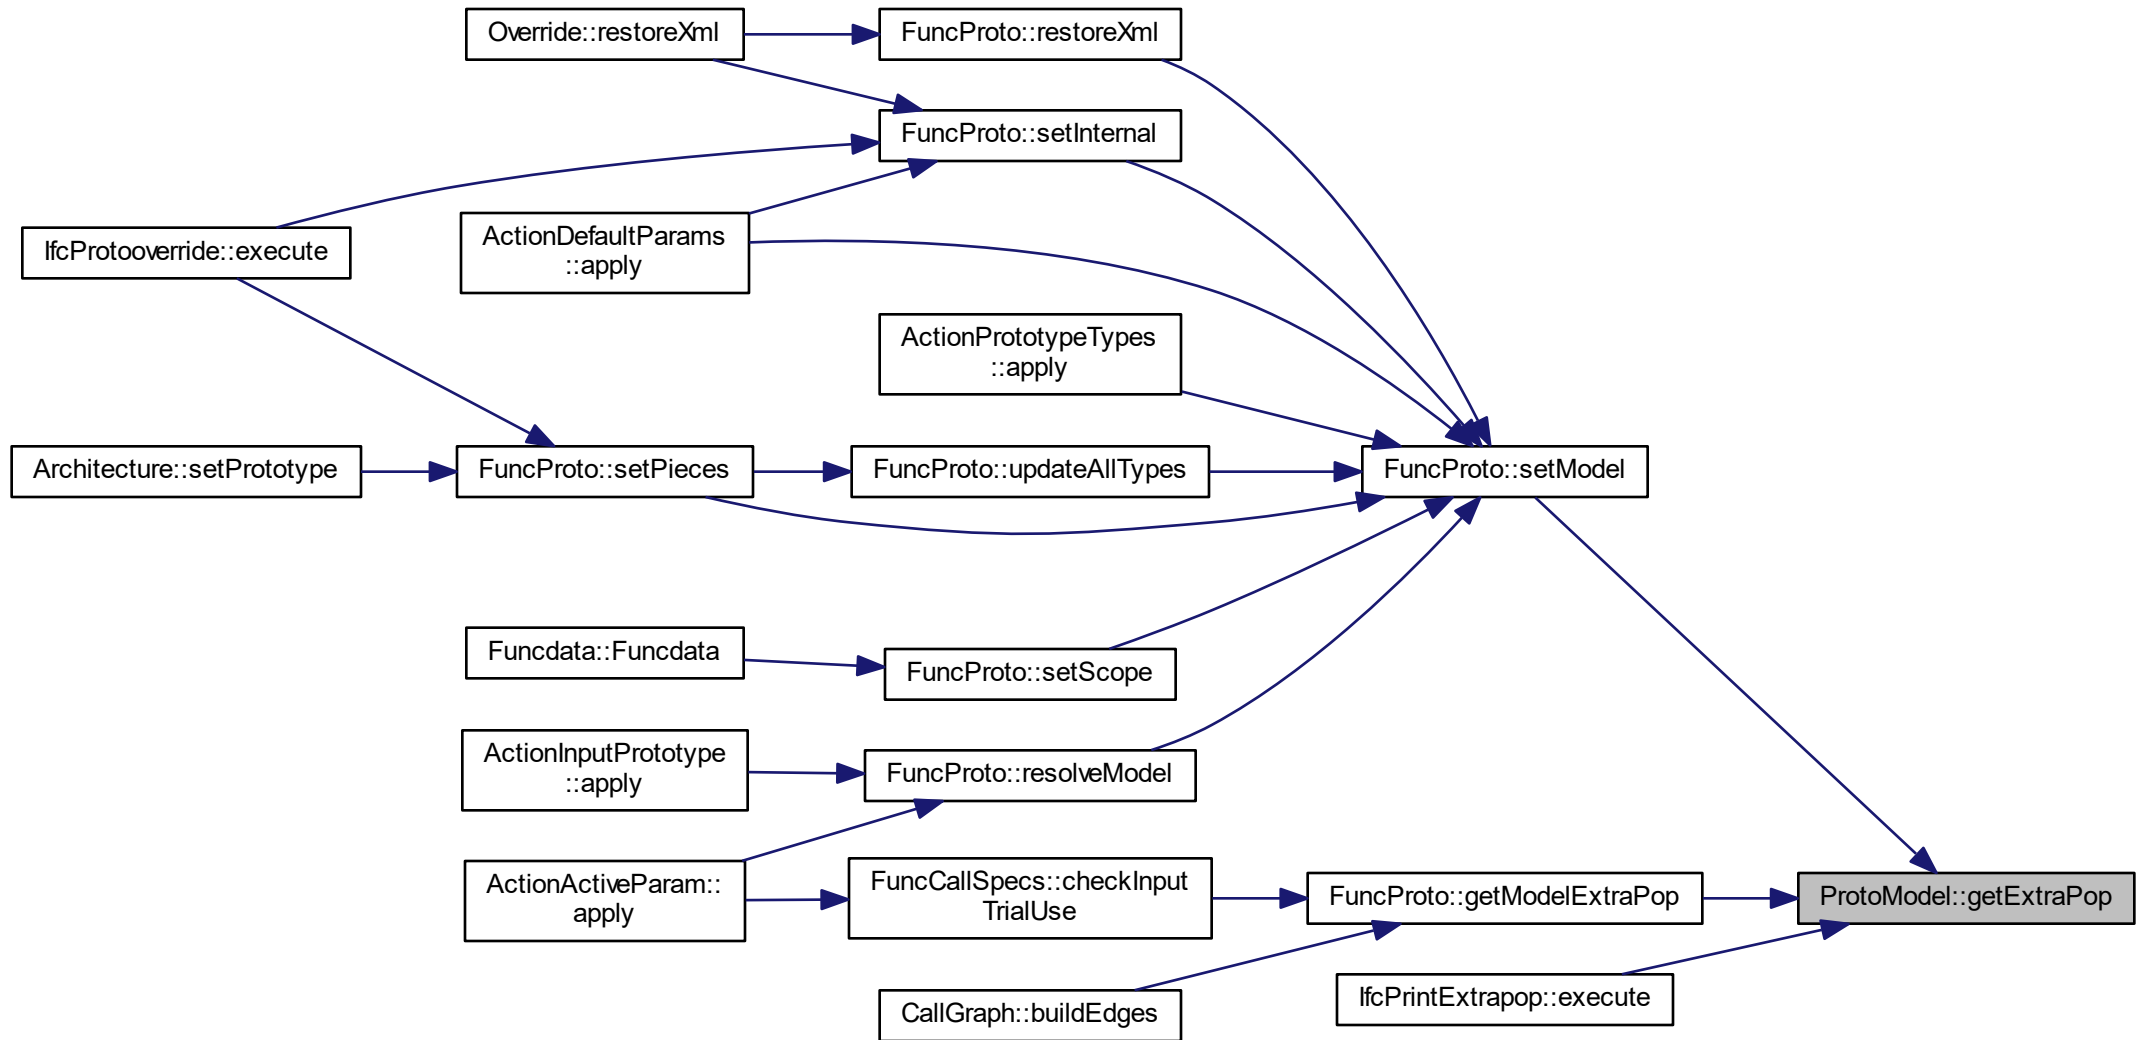 Override::restoreXml
FuncProto::restoreXml
FuncProto::setInternal
IfcProtooverride::execute
ActionDefaultParams
::apply
ActionPrototypeTypes
::apply
Architecture::setPrototype
FuncProto::setPieces
FuncProto::updateAllTypes
FuncProto::setModel
Funcdata::Funcdata
FuncProto::setScope
ActionInputPrototype
::apply
FuncProto::resolveModel
ActionActiveParam::
apply
FuncCallSpecs::checkInput
TrialUse
FuncProto::getModelExtraPop
ProtoModel::getExtraPop
CallGraph::buildEdges
IfcPrintExtrapop::execute